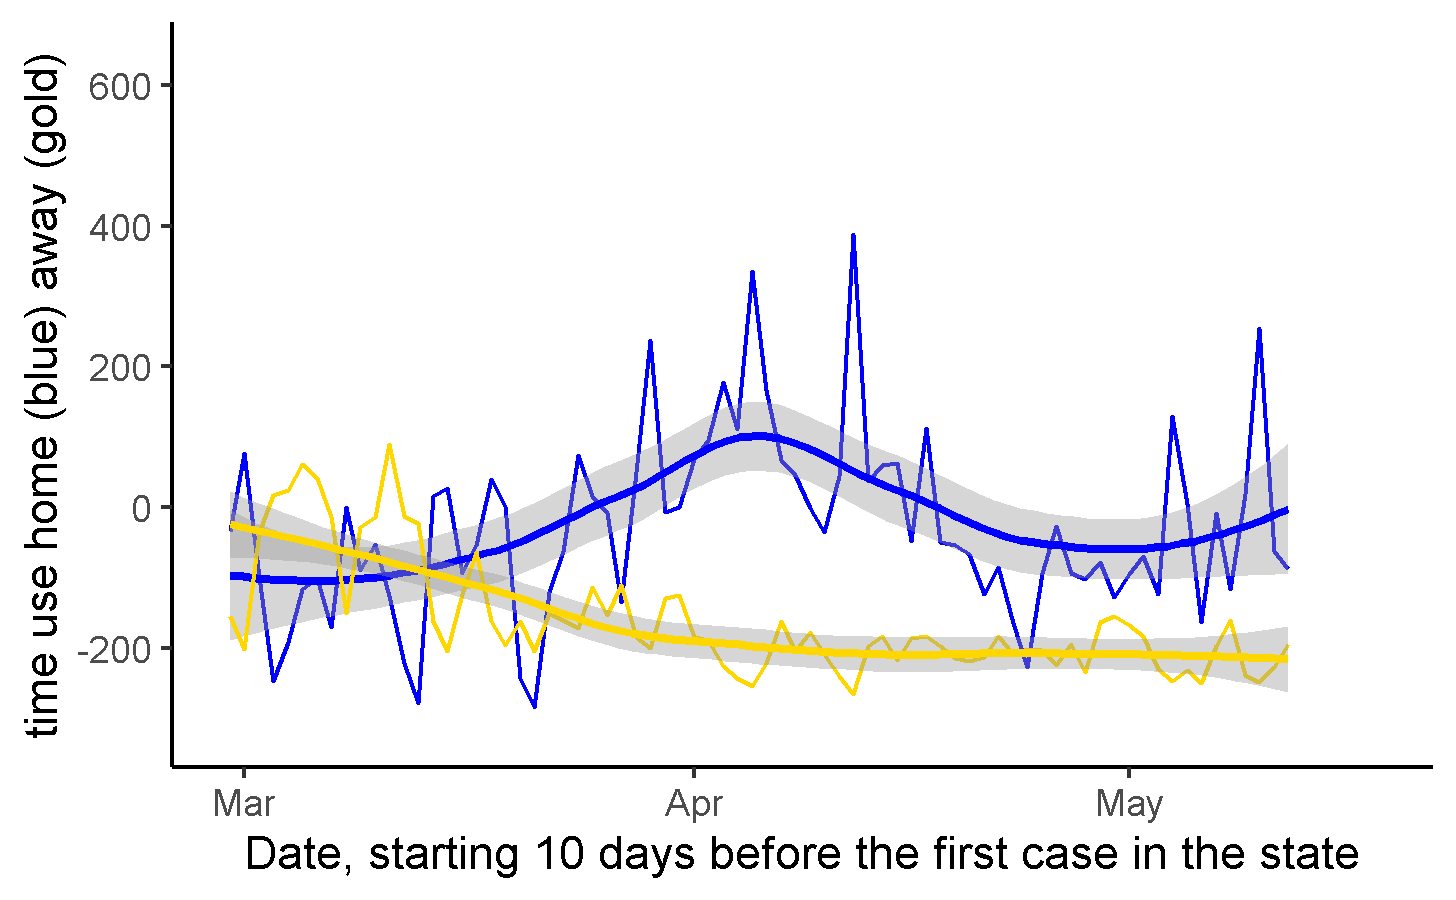 time use home (blue) away (gold)
600
400
200
0
-200
Mar Apr May
Date, starting 10 days before the first case in the state